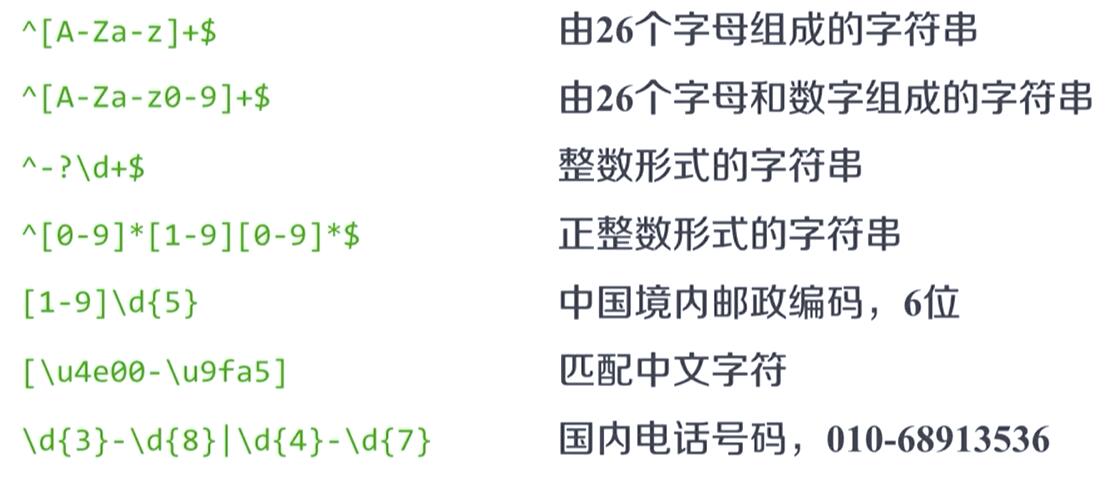 ^[A-Za-z]+$ 由26个字母组成的字符串
^[A-Za-z0-9]+$ 由26个字母和数字组成的字符串
^-?\d+$ 整数形式的字符串
^[0-9]*[1-9][0-9]*$ 正整数形式的字符串
[1-9]\d{5} 中国境内邮政编码，6位
[\u4e00-\u9fa5] 匹配中文字符
\d{3}-\d{8}|\d{4}-\d{7} 国内电话号码，010-68913536